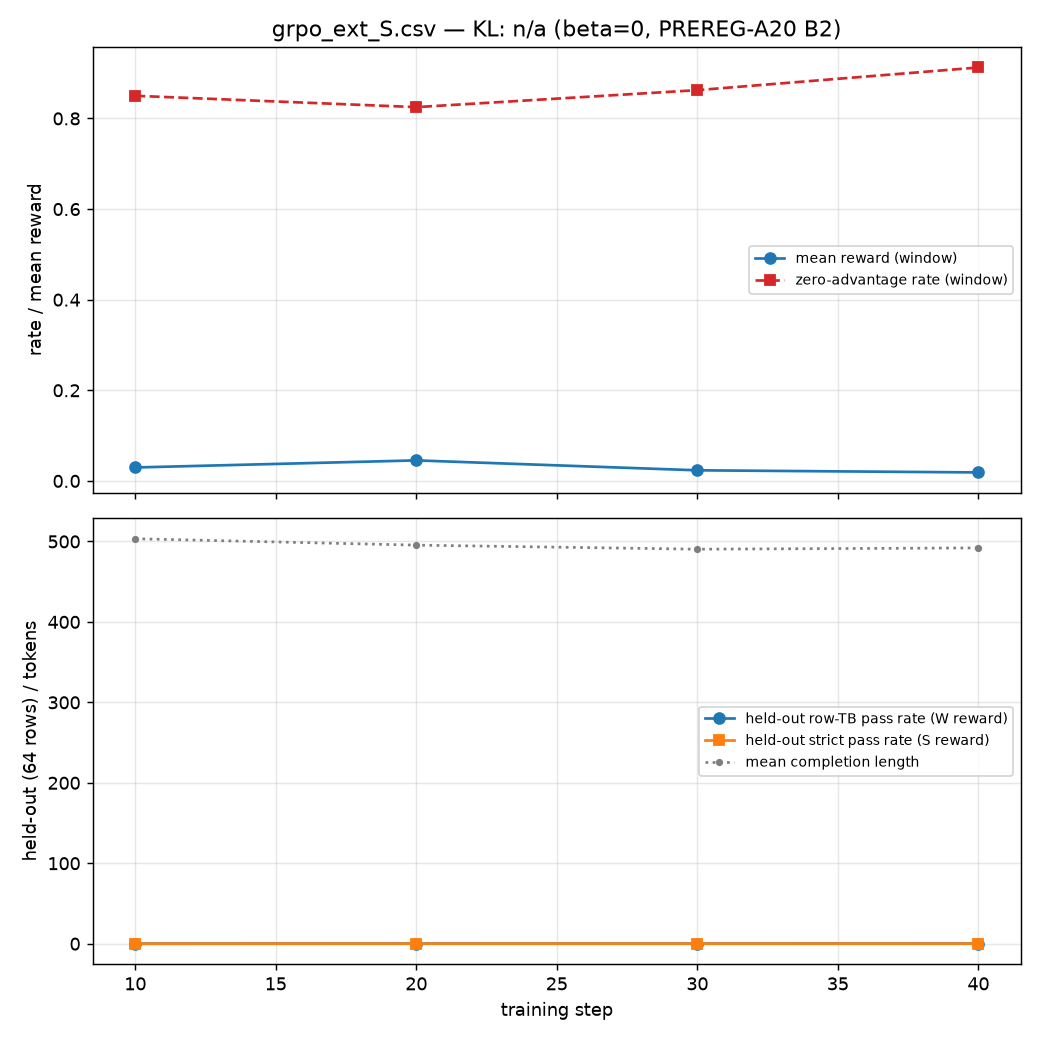 grpo_ext_S.csv — KL: n/a (beta=0, PREREG-A20 B2)
rate / mean reward
0.8
0.6
0.4
0.2
0.0
mean reward (window)
zero-advantage rate (window)
held-out (64 rows) / tokens
500
400
300
200
100
0
held-out row-TB pass rate (W reward)
held-out strict pass rate (S reward)
mean completion length
10 15 20 25 30 35 40
training step